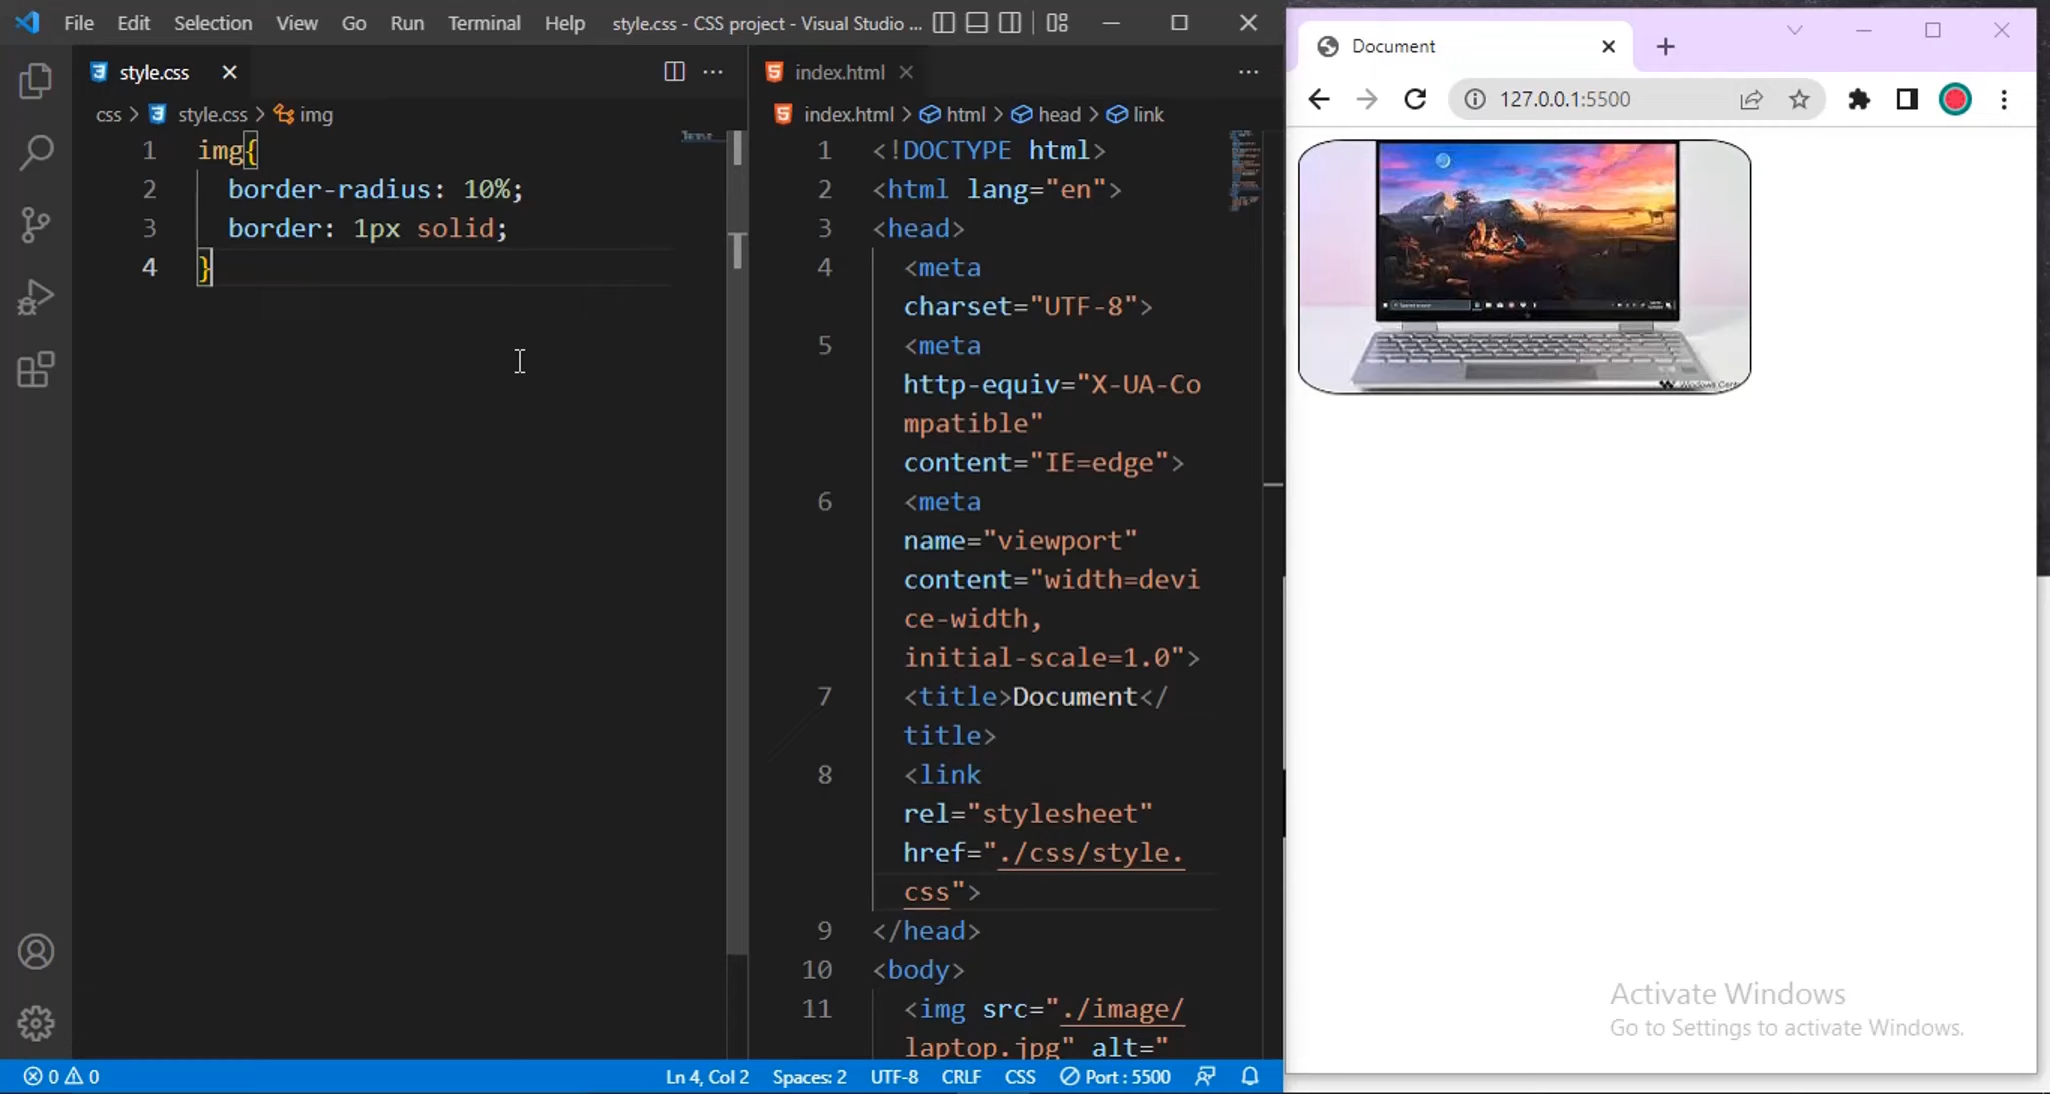 File Edit Selection View Go Run Terminal Help style.css - CSS project - Visual Studio ...
style.css
css > style.css > img
1 img{
2 border-radius: 10%;
3 border: 1px solid;
4 }
index.html
index.html > html > head > link
1 <!DOCTYPE html>
2 <html lang="en">
3 <head>
4 <meta
charset="UTF-8">
5 <meta
http-equiv="X-UA-Co
mpatible"
content="IE=edge">
6 <meta
name="viewport"
content="width=devi
ce-width,
initial-scale=1.0">
7 <title>Document</
title>
8 <link
rel="stylesheet"
href="./css/style.
css">
9 </head>
10 <body>
11 <img src="./image/
laptop.jpg" alt="
0 0
Ln 4, Col 2 Spaces: 2 UTF-8 CRLF CSS Port : 5500
Document
127.0.0.1:5500
Activate Windows
Go to Settings to activate Windows.